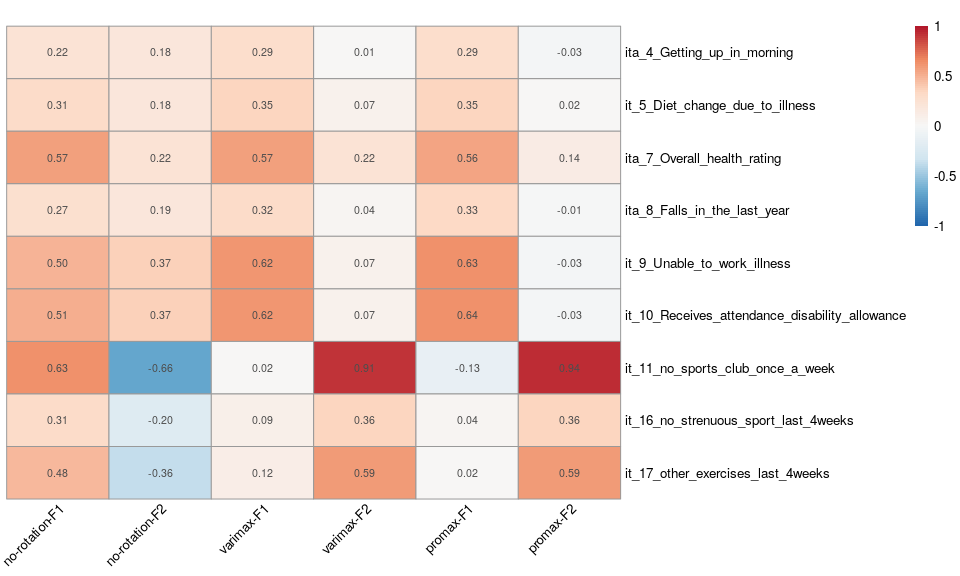 0.22 0.18 0.29 0.01 0.29 -0.03 ita_4_Getting_up_in_morning
0.31 0.18 0.35 0.07 0.35 0.02 it_5_Diet_change_due_to_illness
0.57 0.22 0.57 0.22 0.56 0.14 ita_7_Overall_health_rating
0.27 0.19 0.32 0.04 0.33 -0.01 ita_8_Falls_in_the_last_year
0.50 0.37 0.62 0.07 0.63 -0.03 it_9_Unable_to_work_illness
0.51 0.37 0.62 0.07 0.64 -0.03 it_10_Receives_attendance_disability_allowance
0.63 -0.66 0.02 0.91 -0.13 0.94 it_11_no_sports_club_once_a_week
0.31 -0.20 0.09 0.36 0.04 0.36 it_16_no_strenuous_sport_last_4weeks
0.48 -0.36 0.12 0.59 0.02 0.59 it_17_other_exercises_last_4weeks
no-rotation-F1 no-rotation-F2 varimax-F1 varimax-F2 promax-F1 promax-F2
1
0.5
0
-0.5
-1